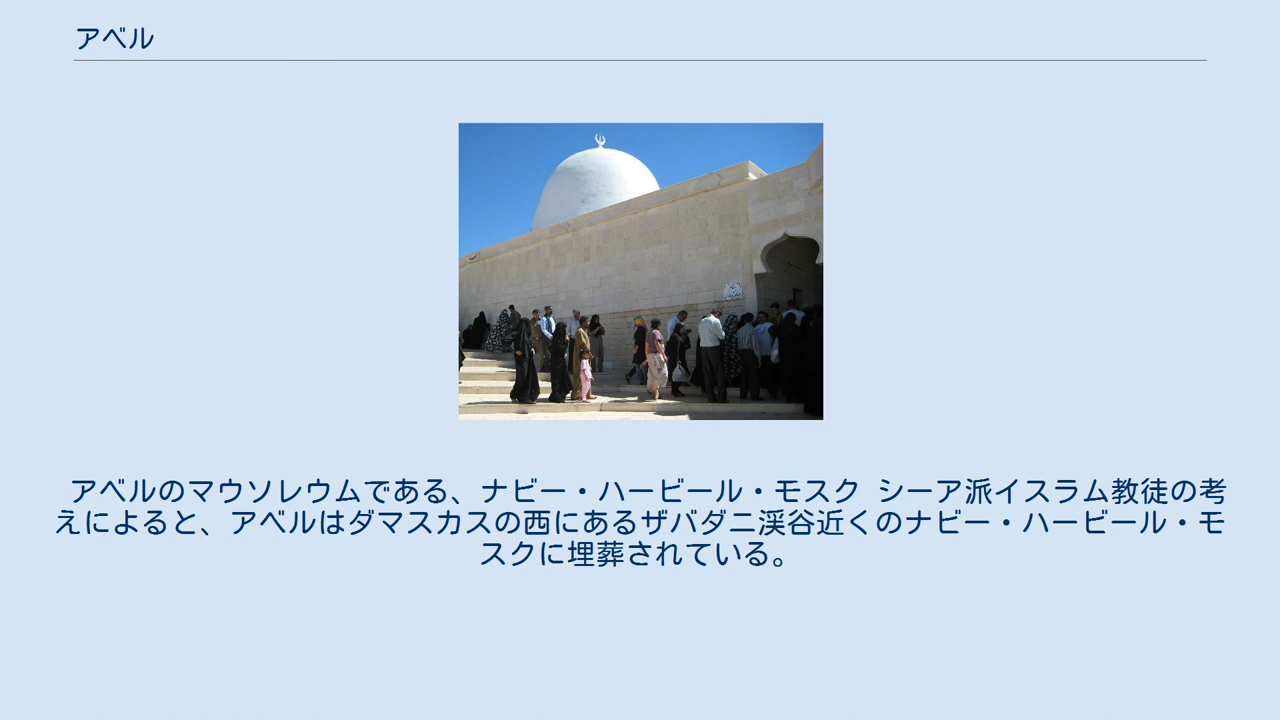 アベル
アベルのマウソレウムである、ナビー・ハービール・モスク シーア派イスラム教徒の考
えによると、アベルはダマスカスの西にあるザバダニ渓谷近くのナビー・ハービール・モ
スクに埋葬されている。